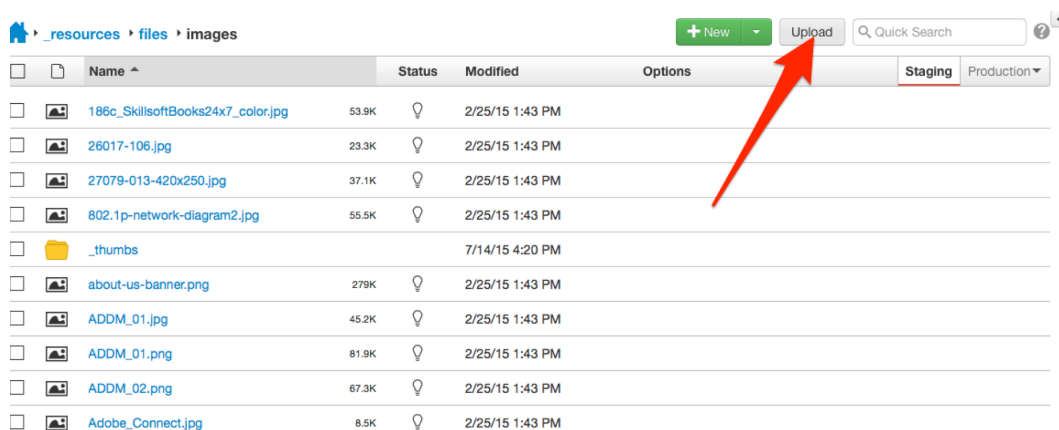 _resources files images New Upload Quick Search
Name Status Modified Options Staging Production
186c_SkillsoftBooks24x7_color.jpg 53.9K 2/25/15 1:43 PM
26017-106.jpg 23.3K 2/25/15 1:43 PM
27079-013-420x250.jpg 37.1K 2/25/15 1:43 PM
802.1p-network-diagram2.jpg 55.5K 2/25/15 1:43 PM
_thumbs 7/14/15 4:20 PM
about-us-banner.png 279K 2/25/15 1:43 PM
ADDM_01.jpg 45.2K 2/25/15 1:43 PM
ADDM_01.png 81.9K 2/25/15 1:43 PM
ADDM_02.png 67.3K 2/25/15 1:43 PM
Adobe_Connect.jpg 8.5K 2/25/15 1:43 PM